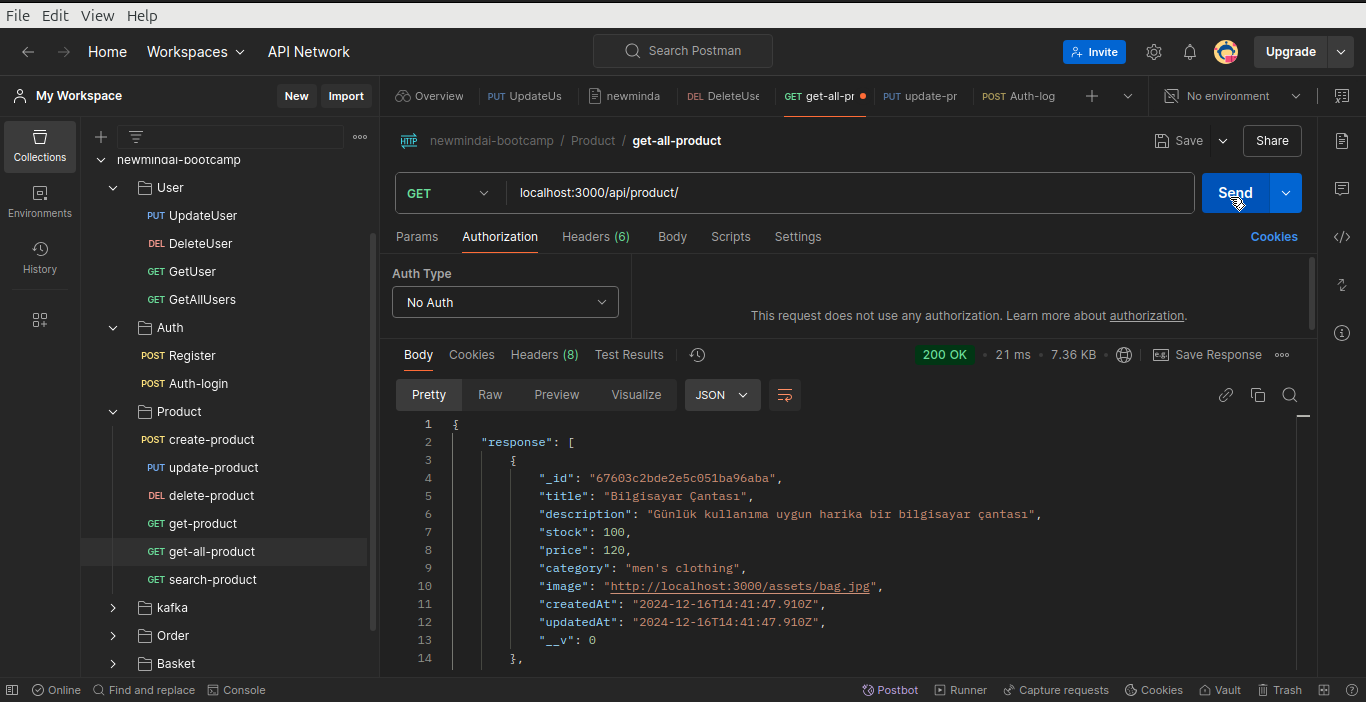 File Edit View Help
Home Workspaces API Network Search Postman Invite Upgrade
My Workspace New Import Overview PUT UpdateUs newminda DEL DeleteUse GET get-all-pr PUT update-pr POST Auth-log No environment
Collections
Environments
History
newmindai-bootcamp
User
PUT UpdateUser
DEL DeleteUser
GET GetUser
GET GetAllUsers
Auth
POST Register
POST Auth-login
Product
POST create-product
PUT update-product
DEL delete-product
GET get-product
GET get-all-product
GET search-product
kafka
Order
Basket
HTTP newmindai-bootcamp / Product / get-all-product Save Share
GET localhost:3000/api/product/ Send
Params Authorization Headers (6) Body Scripts Settings Cookies
Auth Type
No Auth
This request does not use any authorization. Learn more about authorization.
Body Cookies Headers (8) Test Results 200 OK • 21 ms • 7.36 KB • e.g. Save Response
Pretty Raw Preview Visualize JSON
1 {
2 "response": [
3 {
4 "_id": "67603c2bde2e5c051ba96aba",
5 "title": "Bilgisayar Çantası",
6 "description": "Günlük kullanıma uygun harika bir bilgisayar çantası",
7 "stock": 100,
8 "price": 120,
9 "category": "men's clothing",
10 "image": "http://localhost:3000/assets/bag.jpg",
11 "createdAt": "2024-12-16T14:41:47.910Z",
12 "updatedAt": "2024-12-16T14:41:47.910Z",
13 "__v": 0
14 },
Online Find and replace Console Postbot Runner Capture requests Cookies Vault Trash